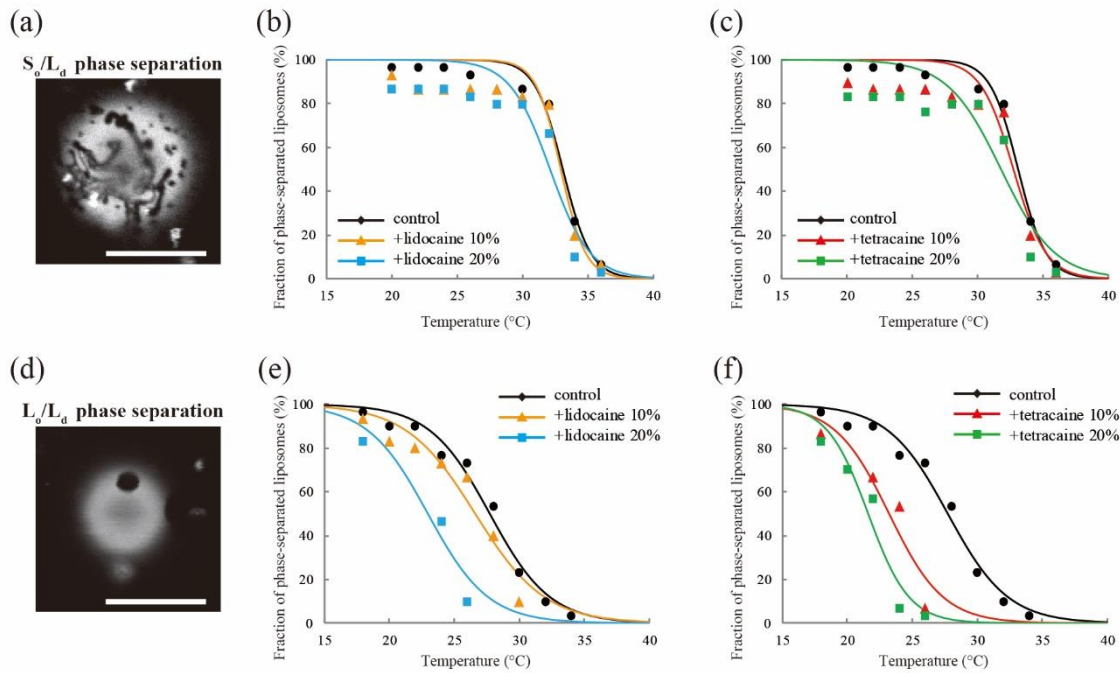 (a)
S_o/L_d phase separation
(b)
Fraction of phase-separated liposomes (%)
100
80
60
40
20
0
control
+lidocaine 10%
+lidocaine 20%
15 20 25 30 35 40
Temperature (°C)
(c)
Fraction of phase-separated liposomes (%)
100
80
60
40
20
0
control
+tetracaine 10%
+tetracaine 20%
15 20 25 30 35 40
Temperature (°C)
(d)
L_o/L_d phase separation
(e)
Fraction of phase-separated liposomes (%)
100
80
60
40
20
0
control
+lidocaine 10%
+lidocaine 20%
15 20 25 30 35 40
Temperature (°C)
(f)
Fraction of phase-separated liposomes (%)
100
80
60
40
20
0
control
+tetracaine 10%
+tetracaine 20%
15 20 25 30 35 40
Temperature (°C)